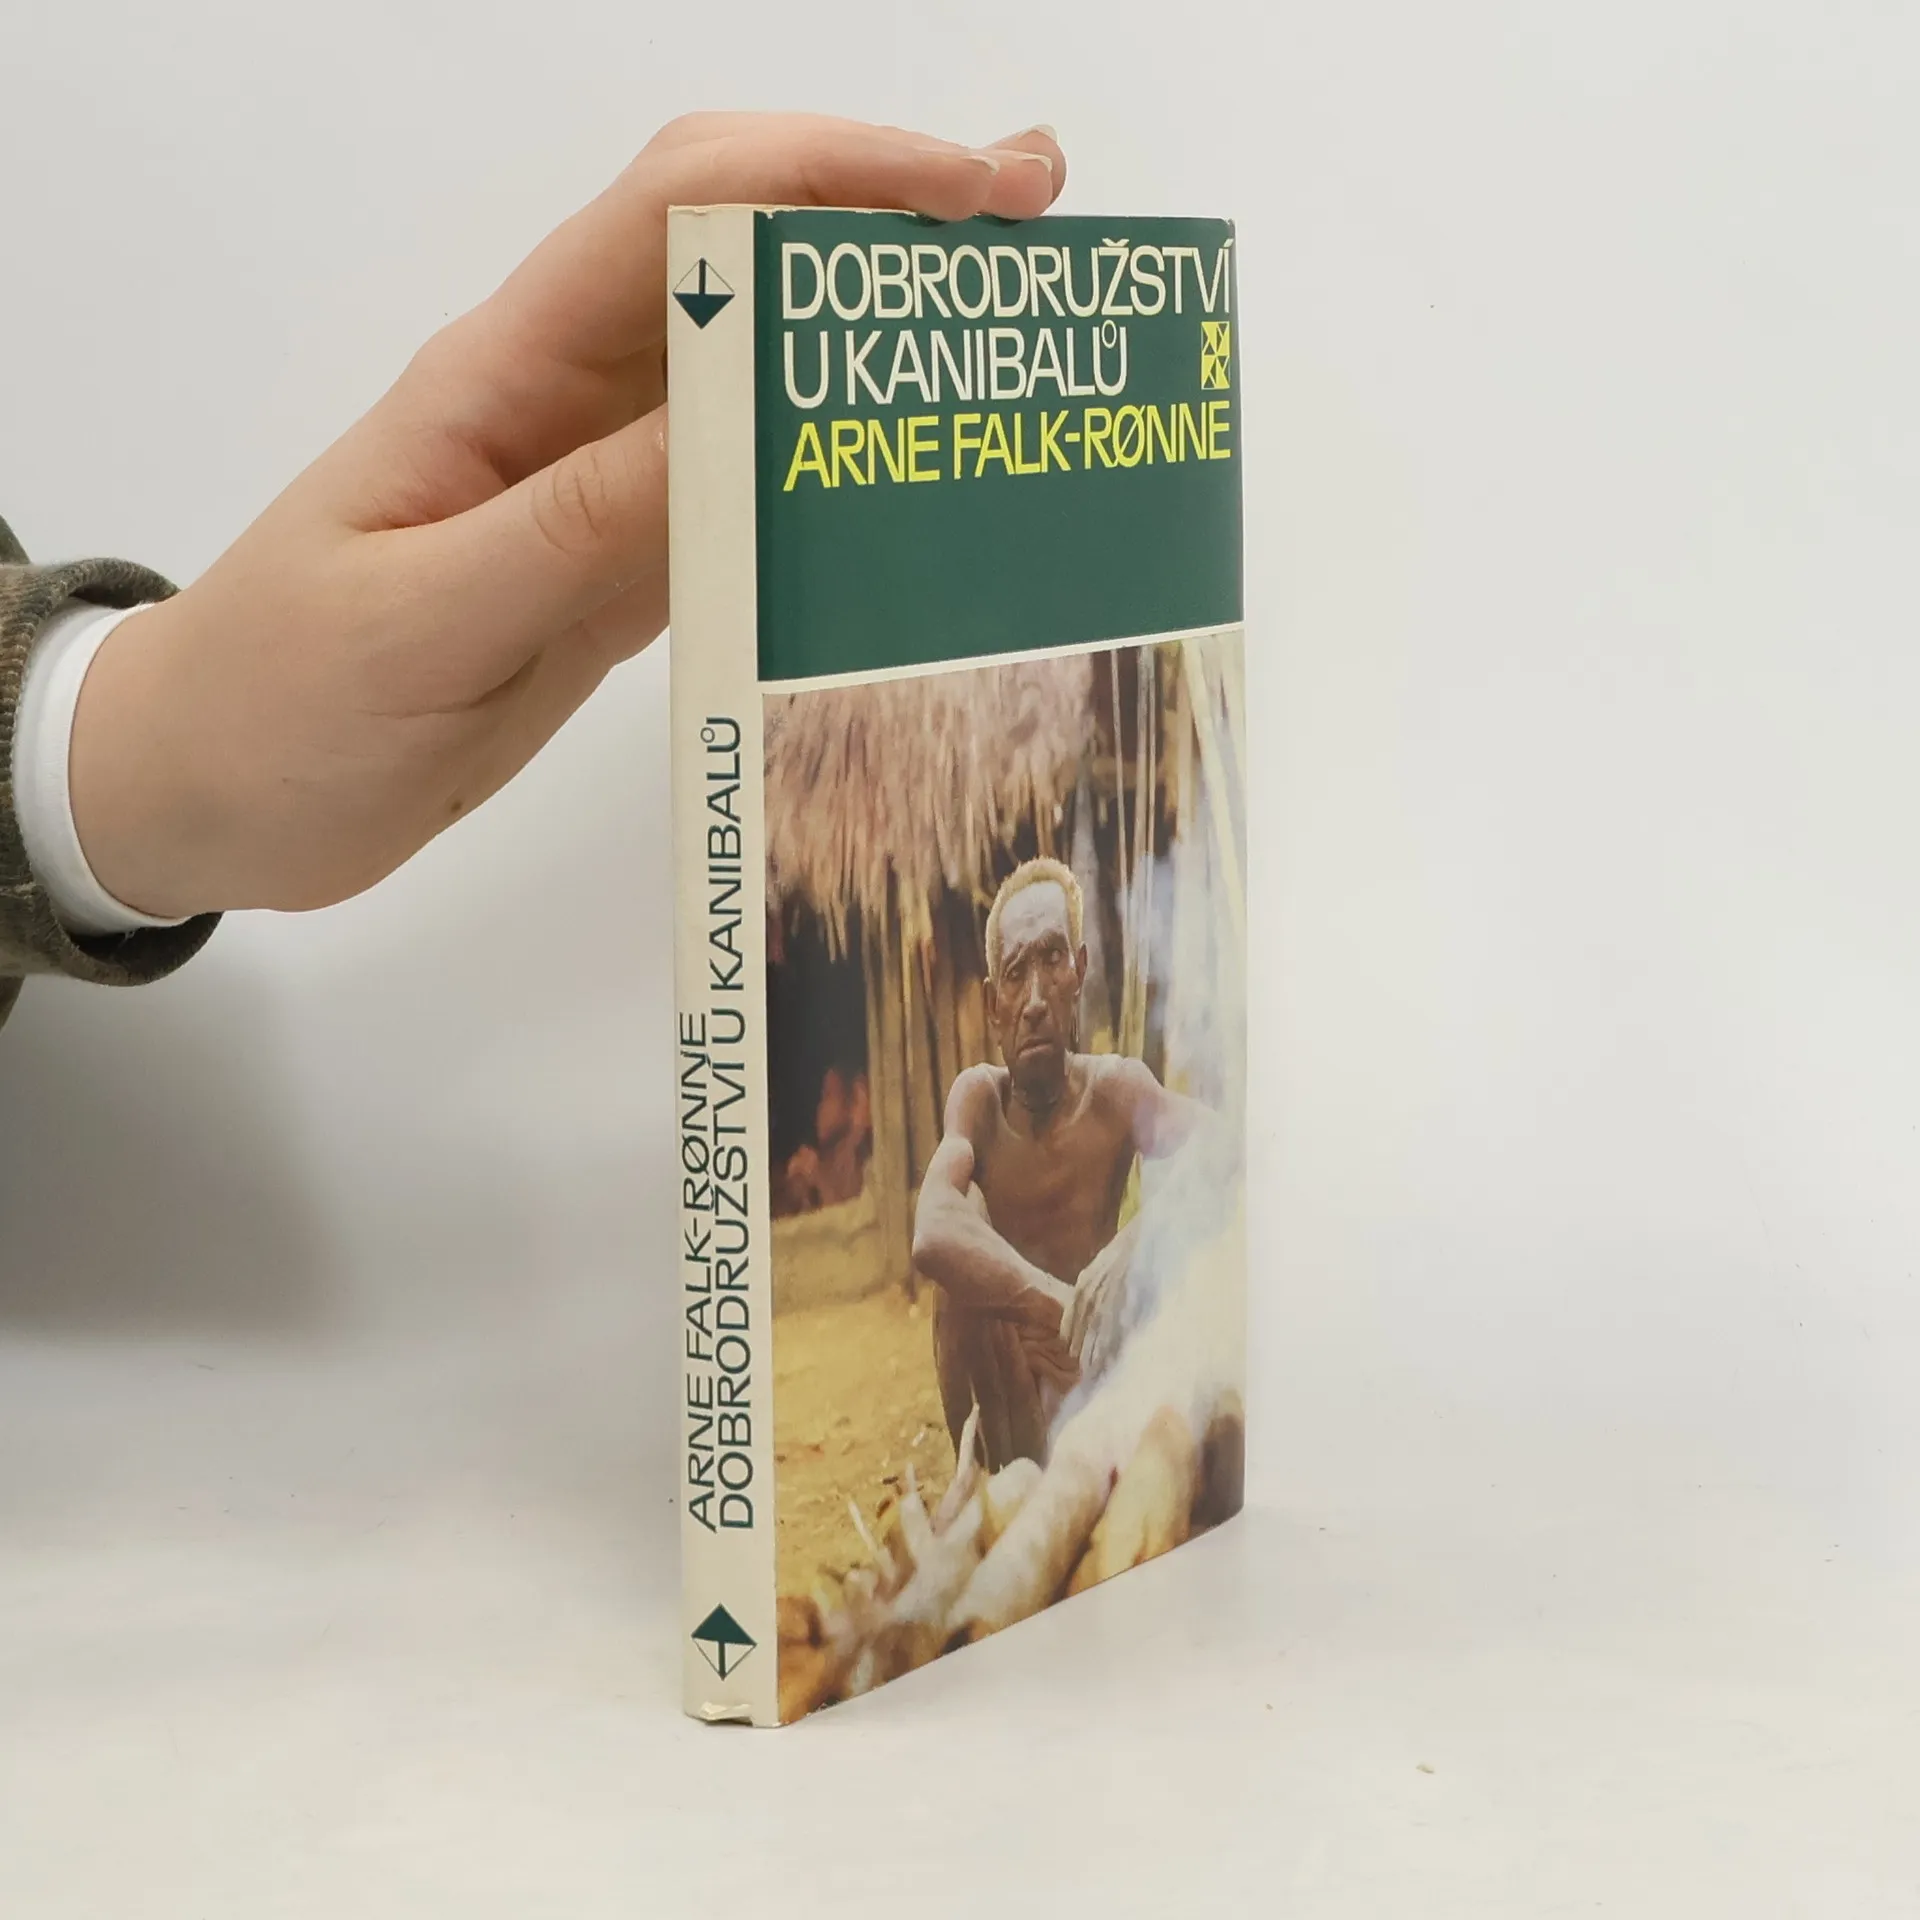 DOBRODRUŽSTVÍ
U KANIBALŮ
ARNE FALK-RØNNE
ARNE FALK-RØNNE
DOBRODRUŽSTVÍ U KANIBALŮ